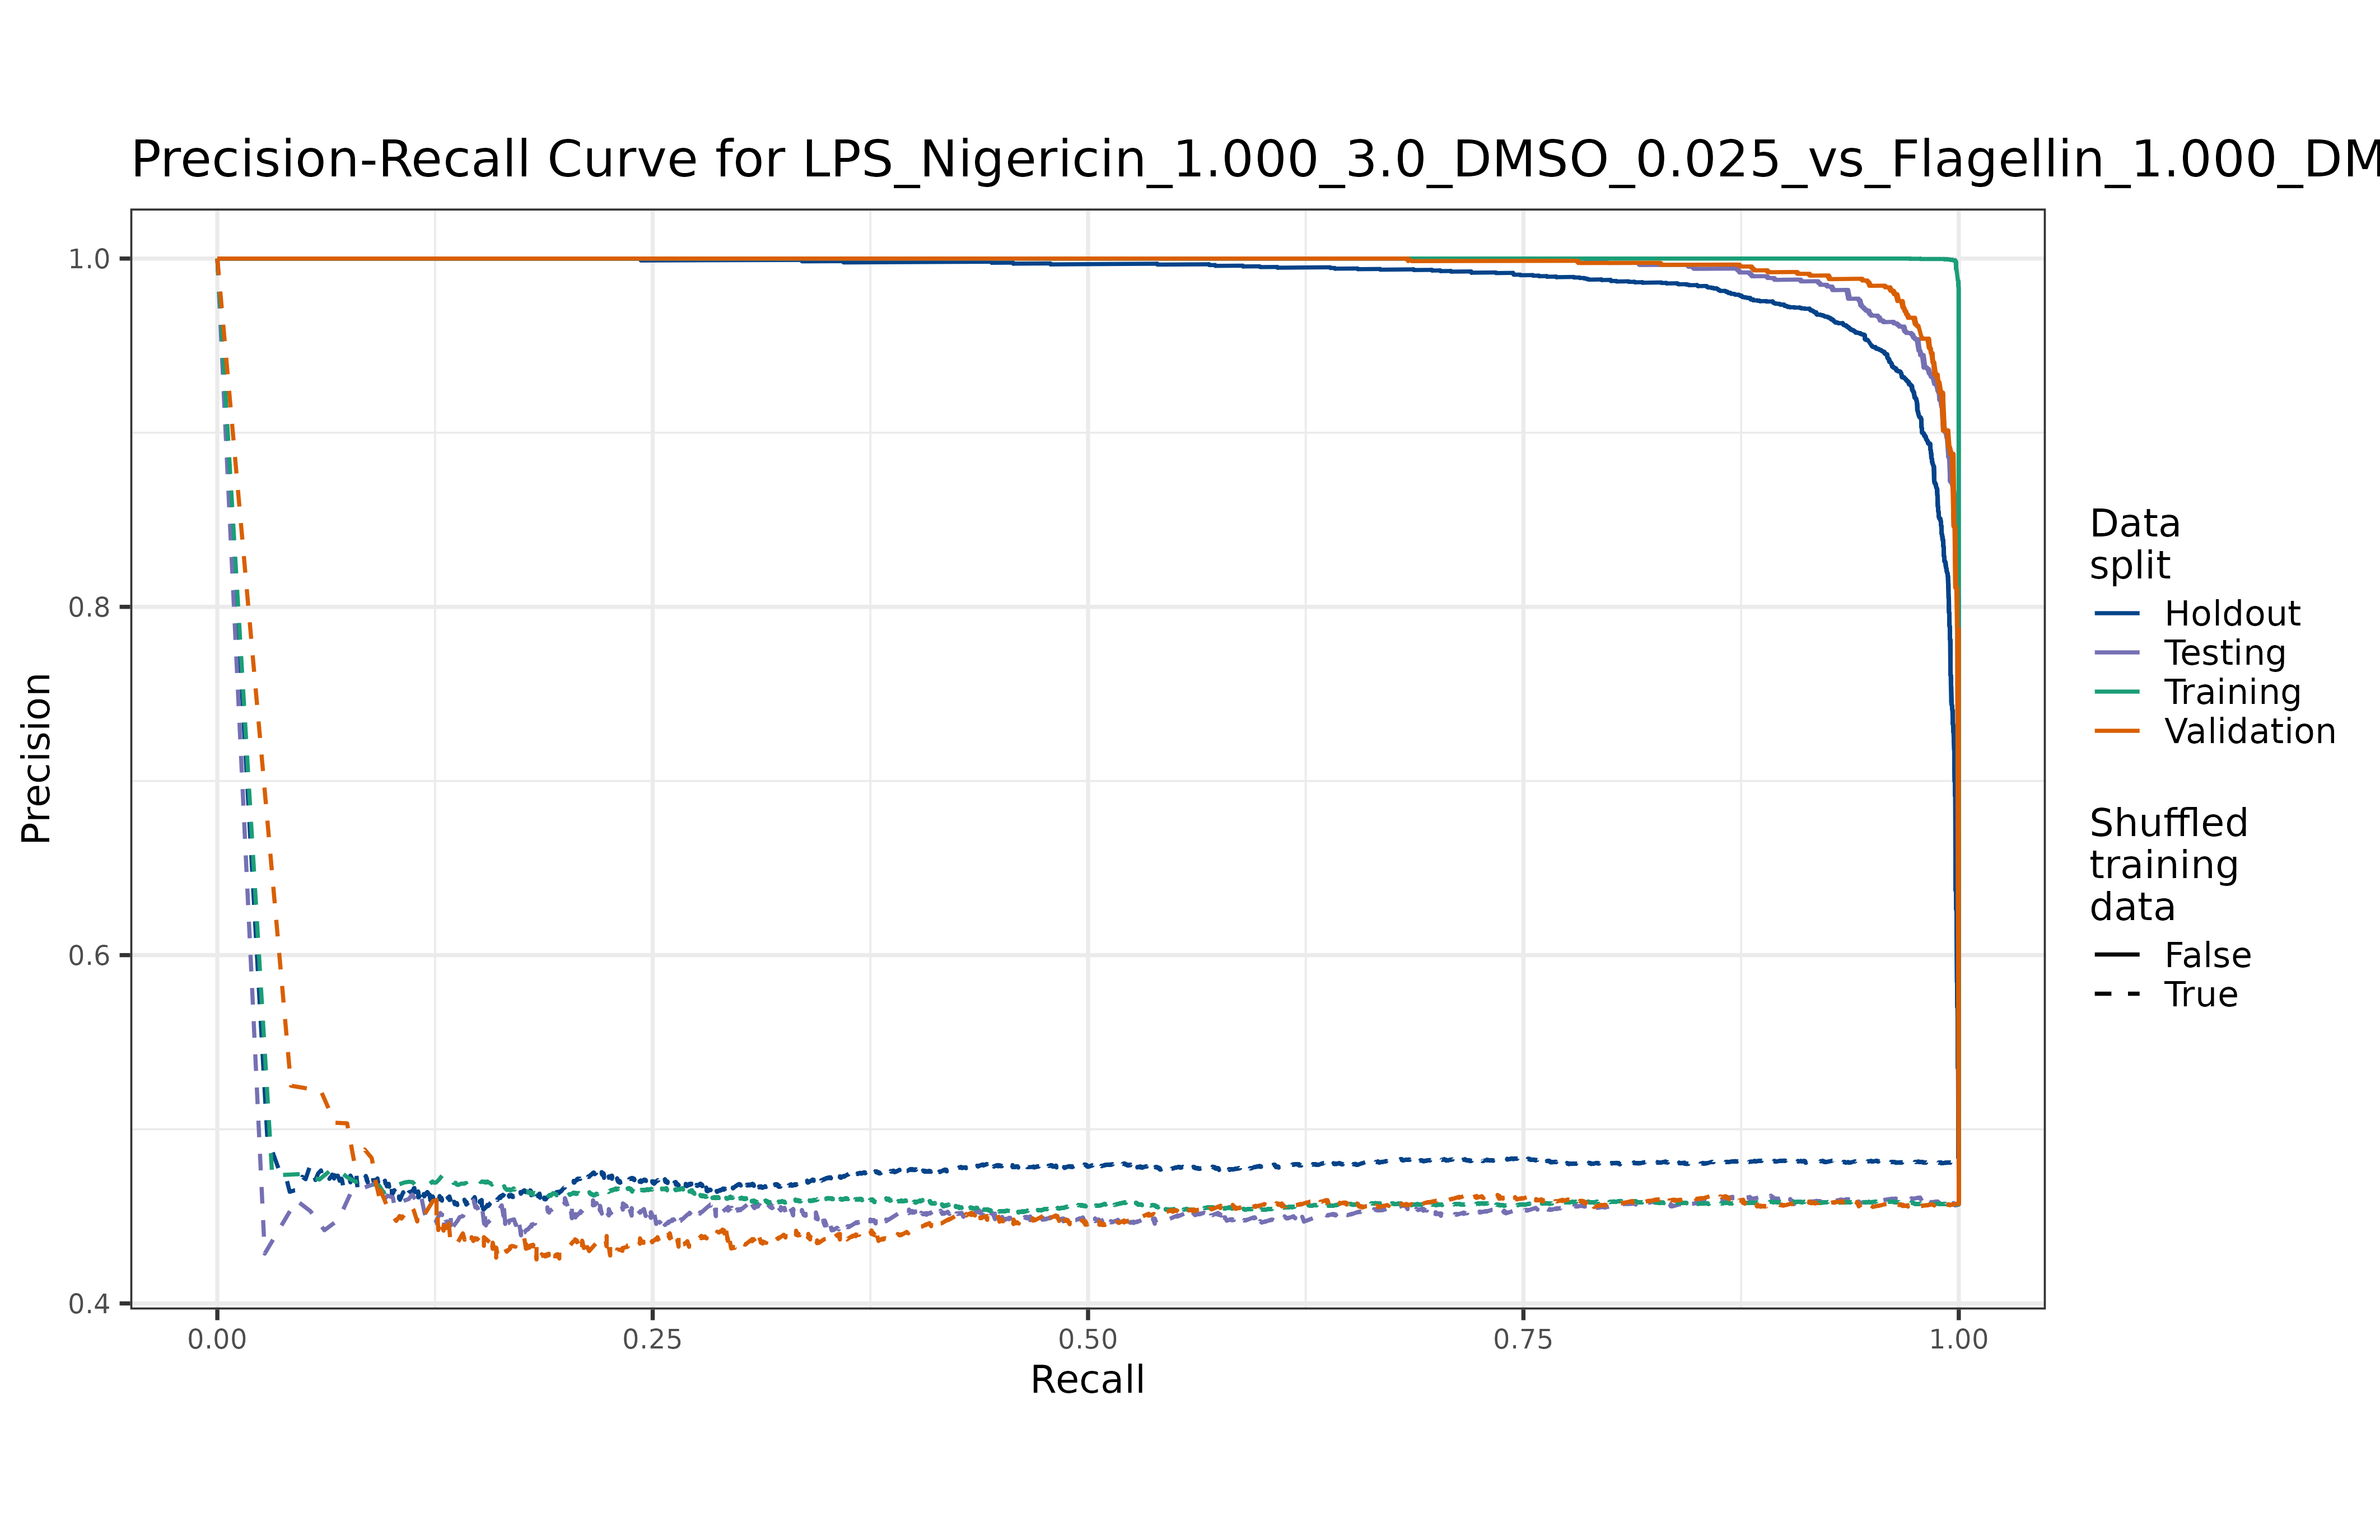 Precision-Recall Curve for LPS_Nigericin_1.000_3.0_DMSO_0.025_vs_Flagellin_1.000_DM
1.0
0.8
0.6
0.4
Precision
0.00 0.25 0.50 0.75 1.00
Recall
Data
split
Holdout
Testing
Training
Validation
Shuffled
training
data
False
True